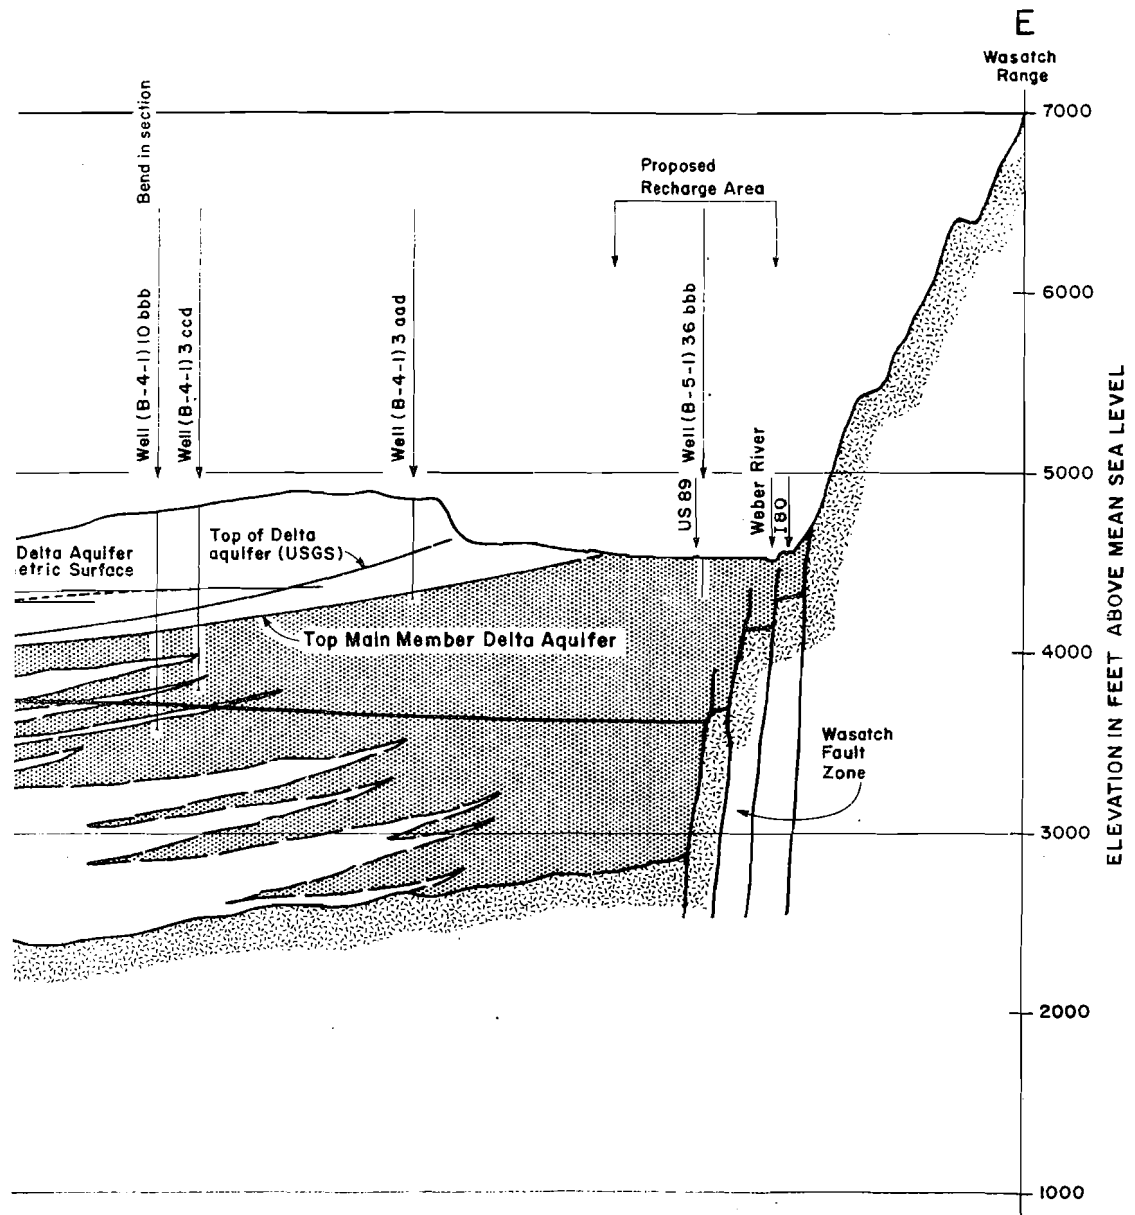 E
Wasatch
Range
7000
Bend in section
Proposed
Recharge Area
6000
Well (B-4-1) 10 bbb
Well (B-4-1) 3 ccd
Well (B-4-1) 3 aad
Well (B-5-1) 36 bbb
ELEVATION IN FEET ABOVE MEAN SEA LEVEL
5000
US 89
Weber River
I 80
Top of Delta
aquifer (USGS)
Delta Aquifer
etric Surface
Top Main Member Delta Aquifer
4000
Wasatch
Fault
Zone
3000
2000
1000